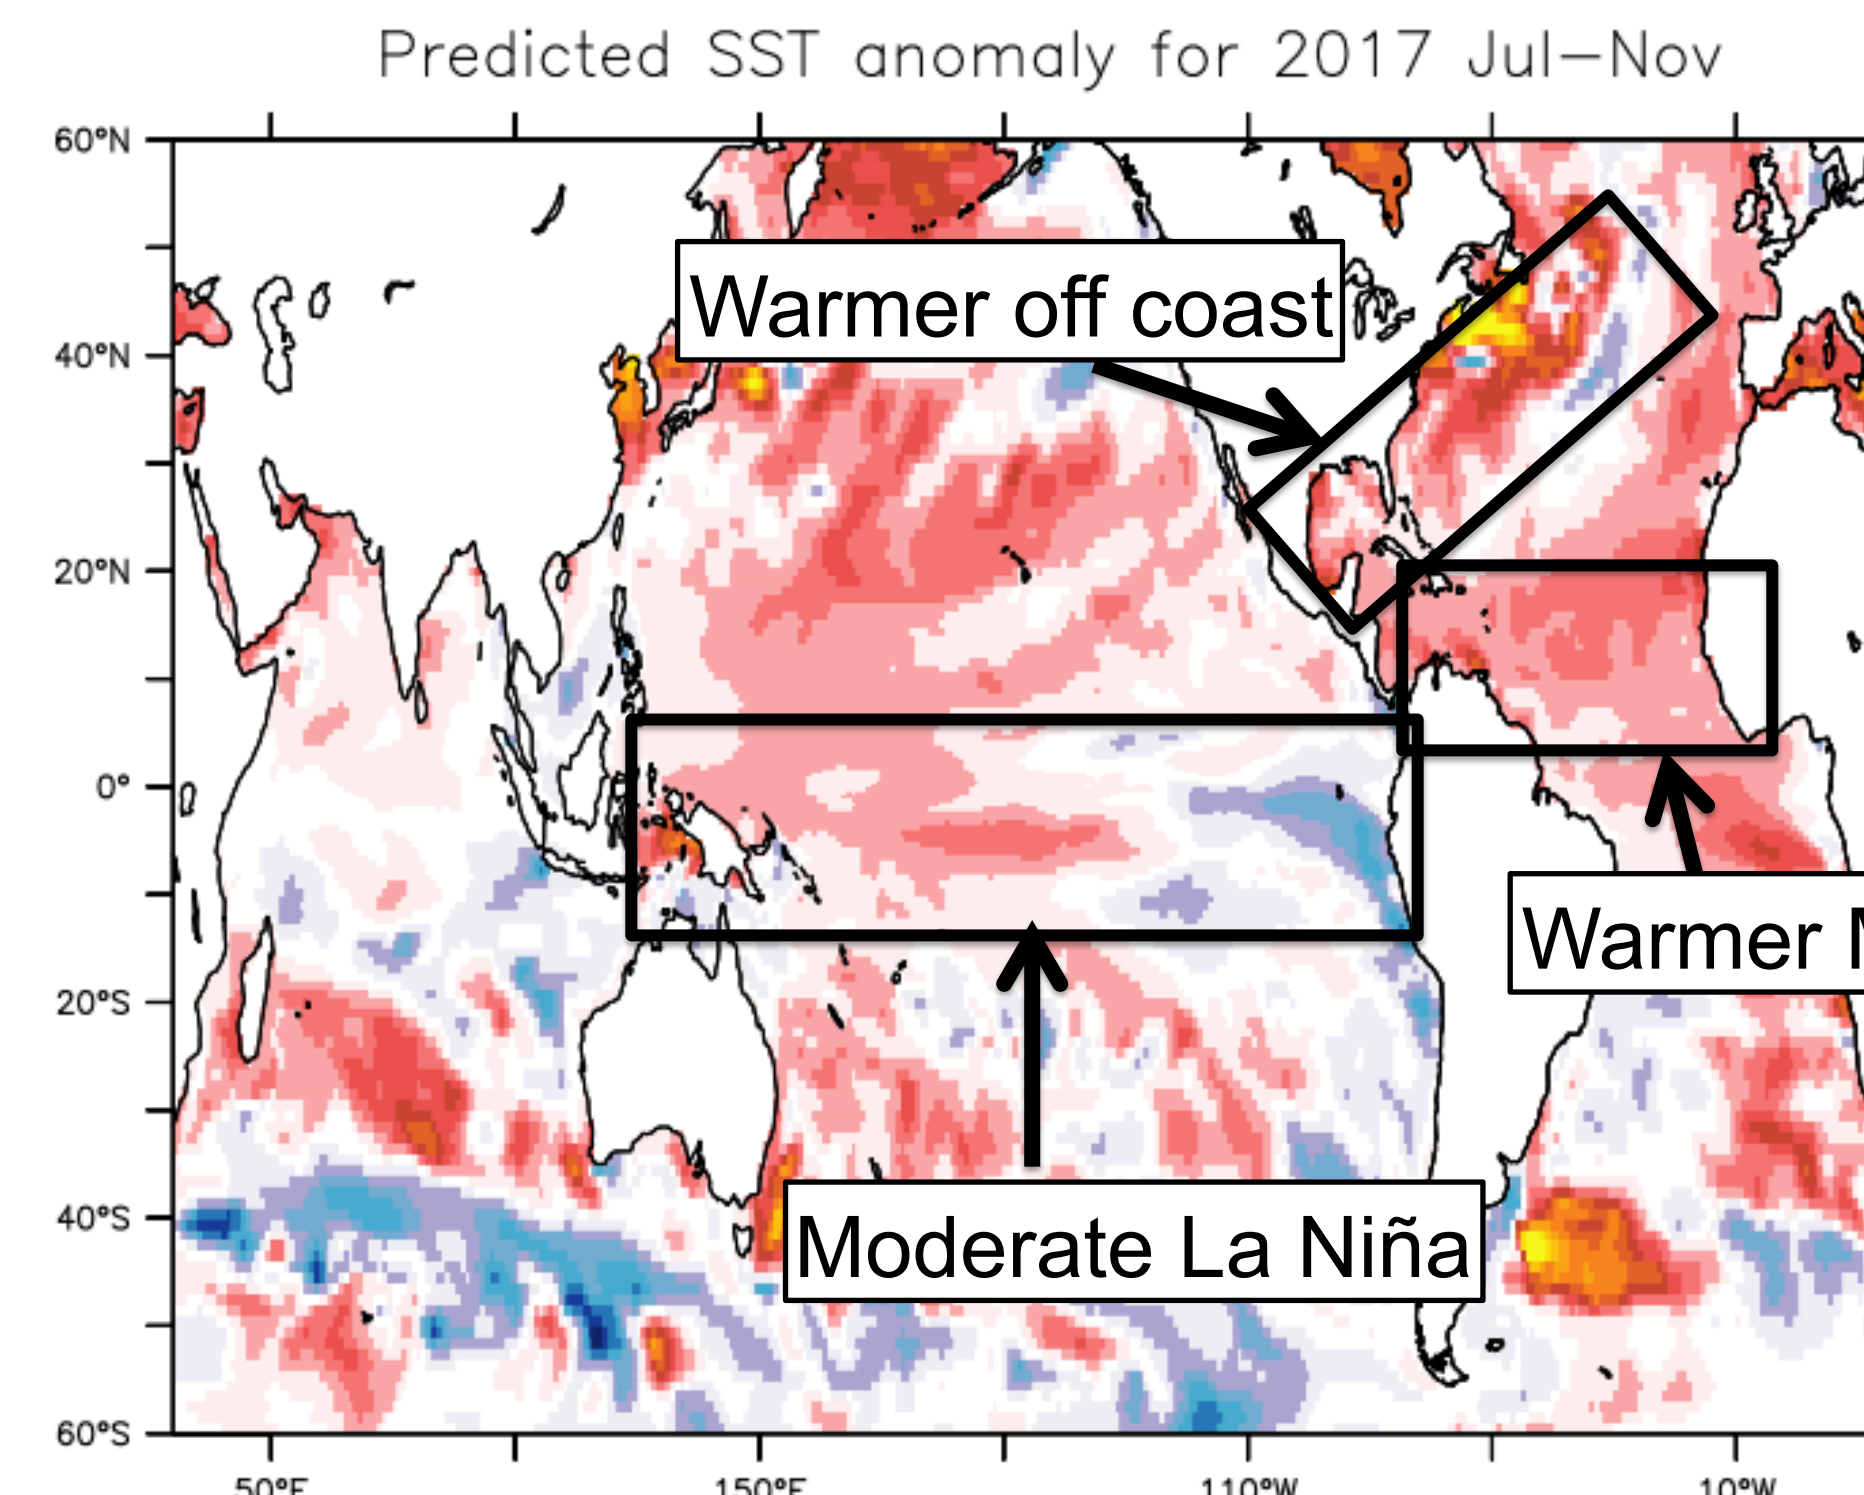 Predicted SST anomaly for 2017 Jul–Nov
60°N
40°N
20°N
0°
20°S
40°S
60°S
50°E
150°E
110°W
10°W
Warmer off coast
Warmer
Moderate La Niña